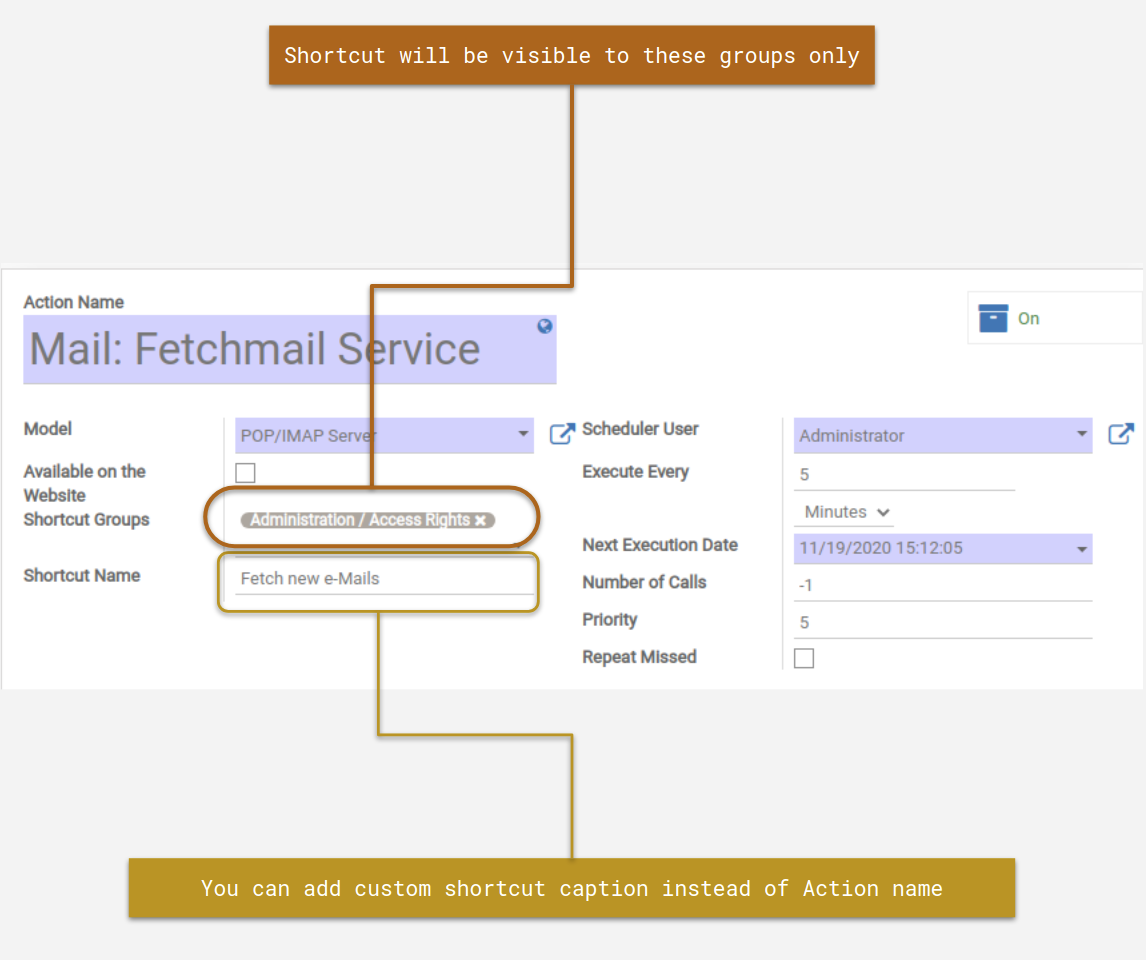 Shortcut will be visible to these groups only
Action Name
Mail: Fetchmail Service
On
Model
POP/IMAP Server
Available on the
Website
Shortcut Groups
Administration / Access Rights ×
Shortcut Name
Fetch new e-Mails
Scheduler User
Administrator
Execute Every
5
Minutes
Next Execution Date
11/19/2020 15:12:05
Number of Calls
-1
Priority
5
Repeat Missed
You can add custom shortcut caption instead of Action name